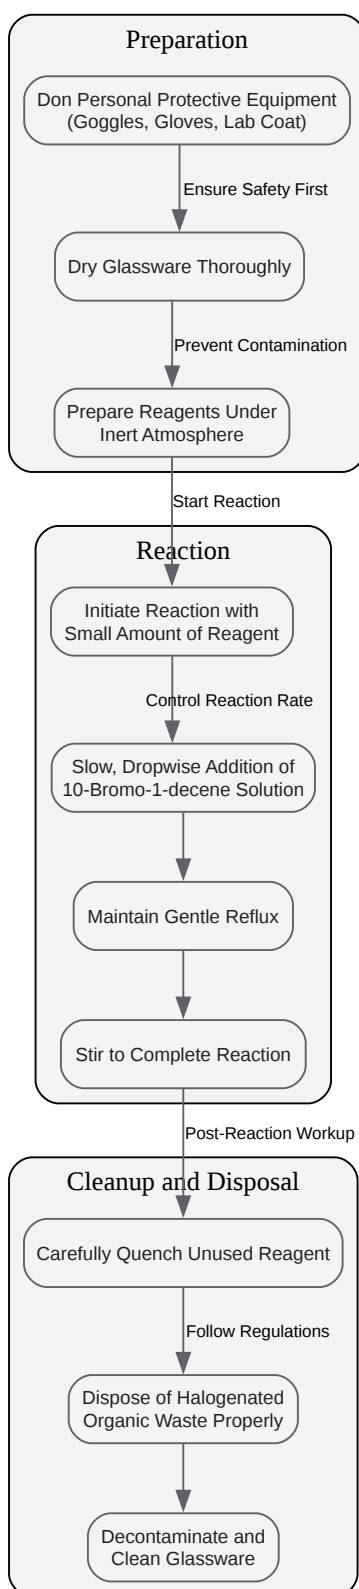 Preparation
Don Personal Protective Equipment
(Goggles, Gloves, Lab Coat)
Ensure Safety First
Dry Glassware Thoroughly
Prevent Contamination
Prepare Reagents Under
Inert Atmosphere
Start Reaction
Reaction
Initiate Reaction with
Small Amount of Reagent
Control Reaction Rate
Slow, Dropwise Addition of
10-Bromo-1-decene Solution
Maintain Gentle Reflux
Stir to Complete Reaction
Post-Reaction Workup
Cleanup and Disposal
Carefully Quench Unused Reagent
Follow Regulations
Dispose of Halogenated
Organic Waste Properly
Decontaminate and
Clean Glassware